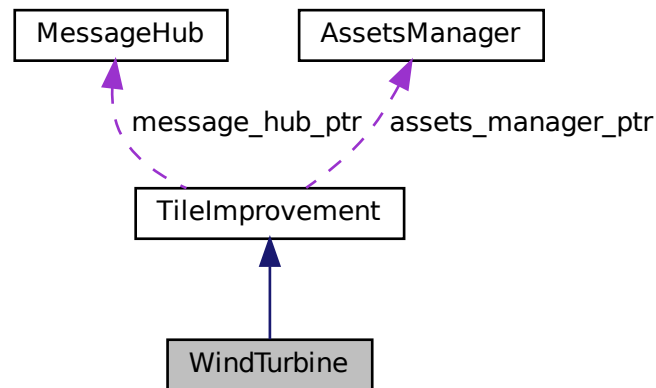 MessageHub
AssetsManager
message_hub_ptr
assets_manager_ptr
TileImprovement
WindTurbine